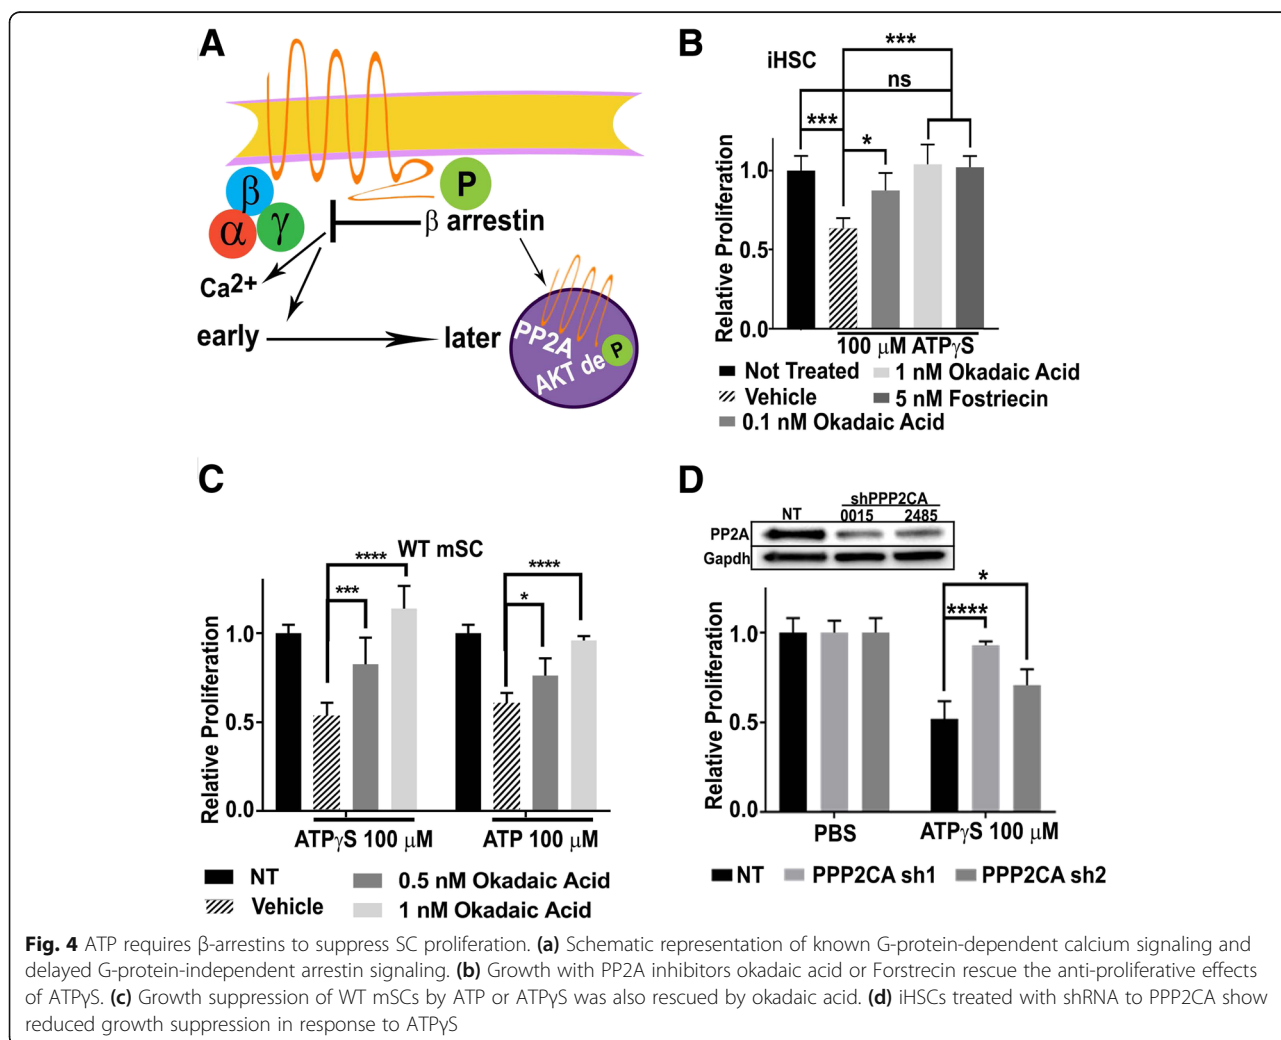 A
β
α
γ
P
β arrestin
Ca2+
early
later
PP2A
AKT de
P
B
iHSC
***
ns
***
*
Relative Proliferation
1.0
0.5
0.0
100 μM ATPγS
Not Treated
1 nM Okadaic Acid
Vehicle
5 nM Fostriecin
0.1 nM Okadaic Acid
C
WT mSC
****
***
****
*
Relative Proliferation
1.0
0.5
0.0
ATPγS 100 μM
ATP 100 μM
NT
0.5 nM Okadaic Acid
Vehicle
1 nM Okadaic Acid
D
shPPP2CA
NT 0015 2485
PP2A
Gapdh
*
****
Relative Proliferation
1.0
0.5
0.0
PBS
ATPγS 100 μM
NT PPP2CA sh1 PPP2CA sh2
Fig. 4 ATP requires β-arrestins to suppress SC proliferation. (a) Schematic representation of known G-protein-dependent calcium signaling and
delayed G-protein-independent arrestin signaling. (b) Growth with PP2A inhibitors okadaic acid or Forstrecin rescue the anti-proliferative effects
of ATPγS. (c) Growth suppression of WT mSCs by ATP or ATPγS was also rescued by okadaic acid. (d) iHSCs treated with shRNA to PPP2CA show
reduced growth suppression in response to ATPγS